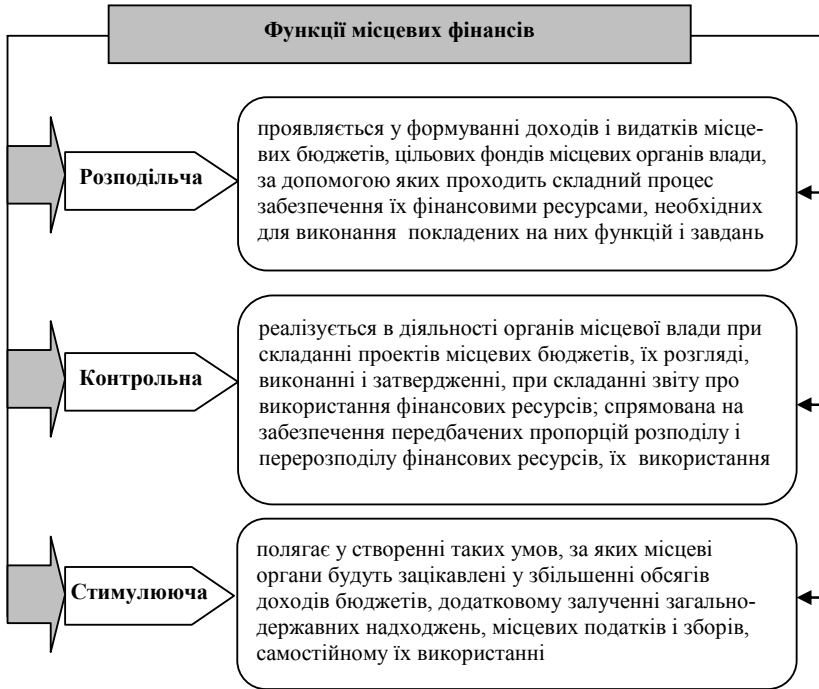 Функції місцевих фінансів
Розподільча
проявляється у формуванні доходів і видатків місце-
вих бюджетів, цільових фондів місцевих органів влади,
за допомогою яких проходить складний процес
забезпечення їх фінансовими ресурсами, необхідних
для виконання покладених на них функцій і завдань
Контрольна
реалізується в діяльності органів місцевої влади при
складанні проектів місцевих бюджетів, їх розгляді,
виконанні і затвердженні, при складанні звіту про
використання фінансових ресурсів; спрямована на
забезпечення передбачених пропорцій розподілу і
перерозподілу фінансових ресурсів, їх використання
Стимулююча
полягає у створенні таких умов, за яких місцеві
органи будуть зацікавлені у збільшенні обсягів
доходів бюджетів, додатковому залученні загально-
державних надходжень, місцевих податків і зборів,
самостійному їх використанні